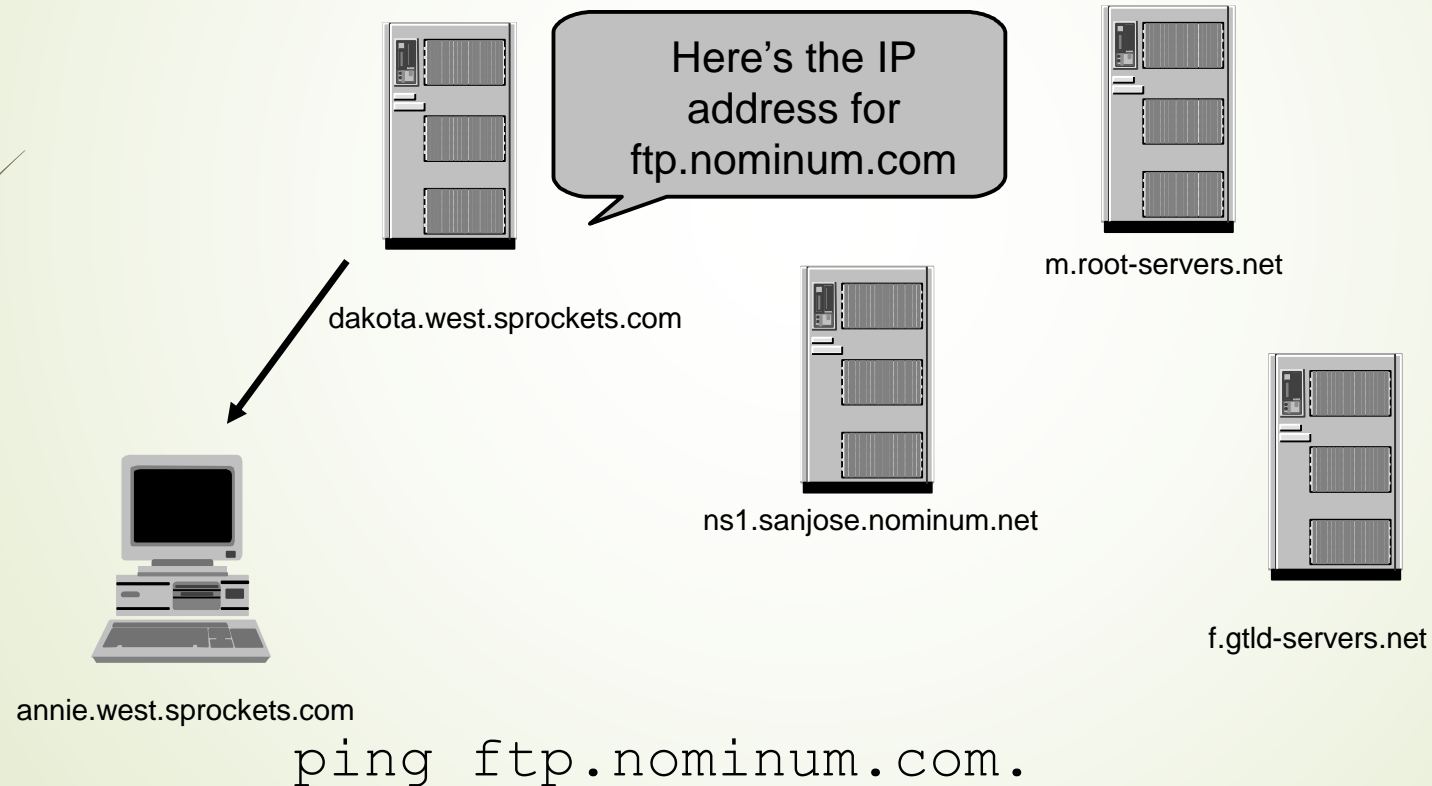 Here’s the IP
address for
ftp.nominum.com
m.root-servers.net
dakota.west.sprockets.com
ns1.sanjose.nominum.net
f.gtld-servers.net
annie.west.sprockets.com
ping ftp.nominum.com.